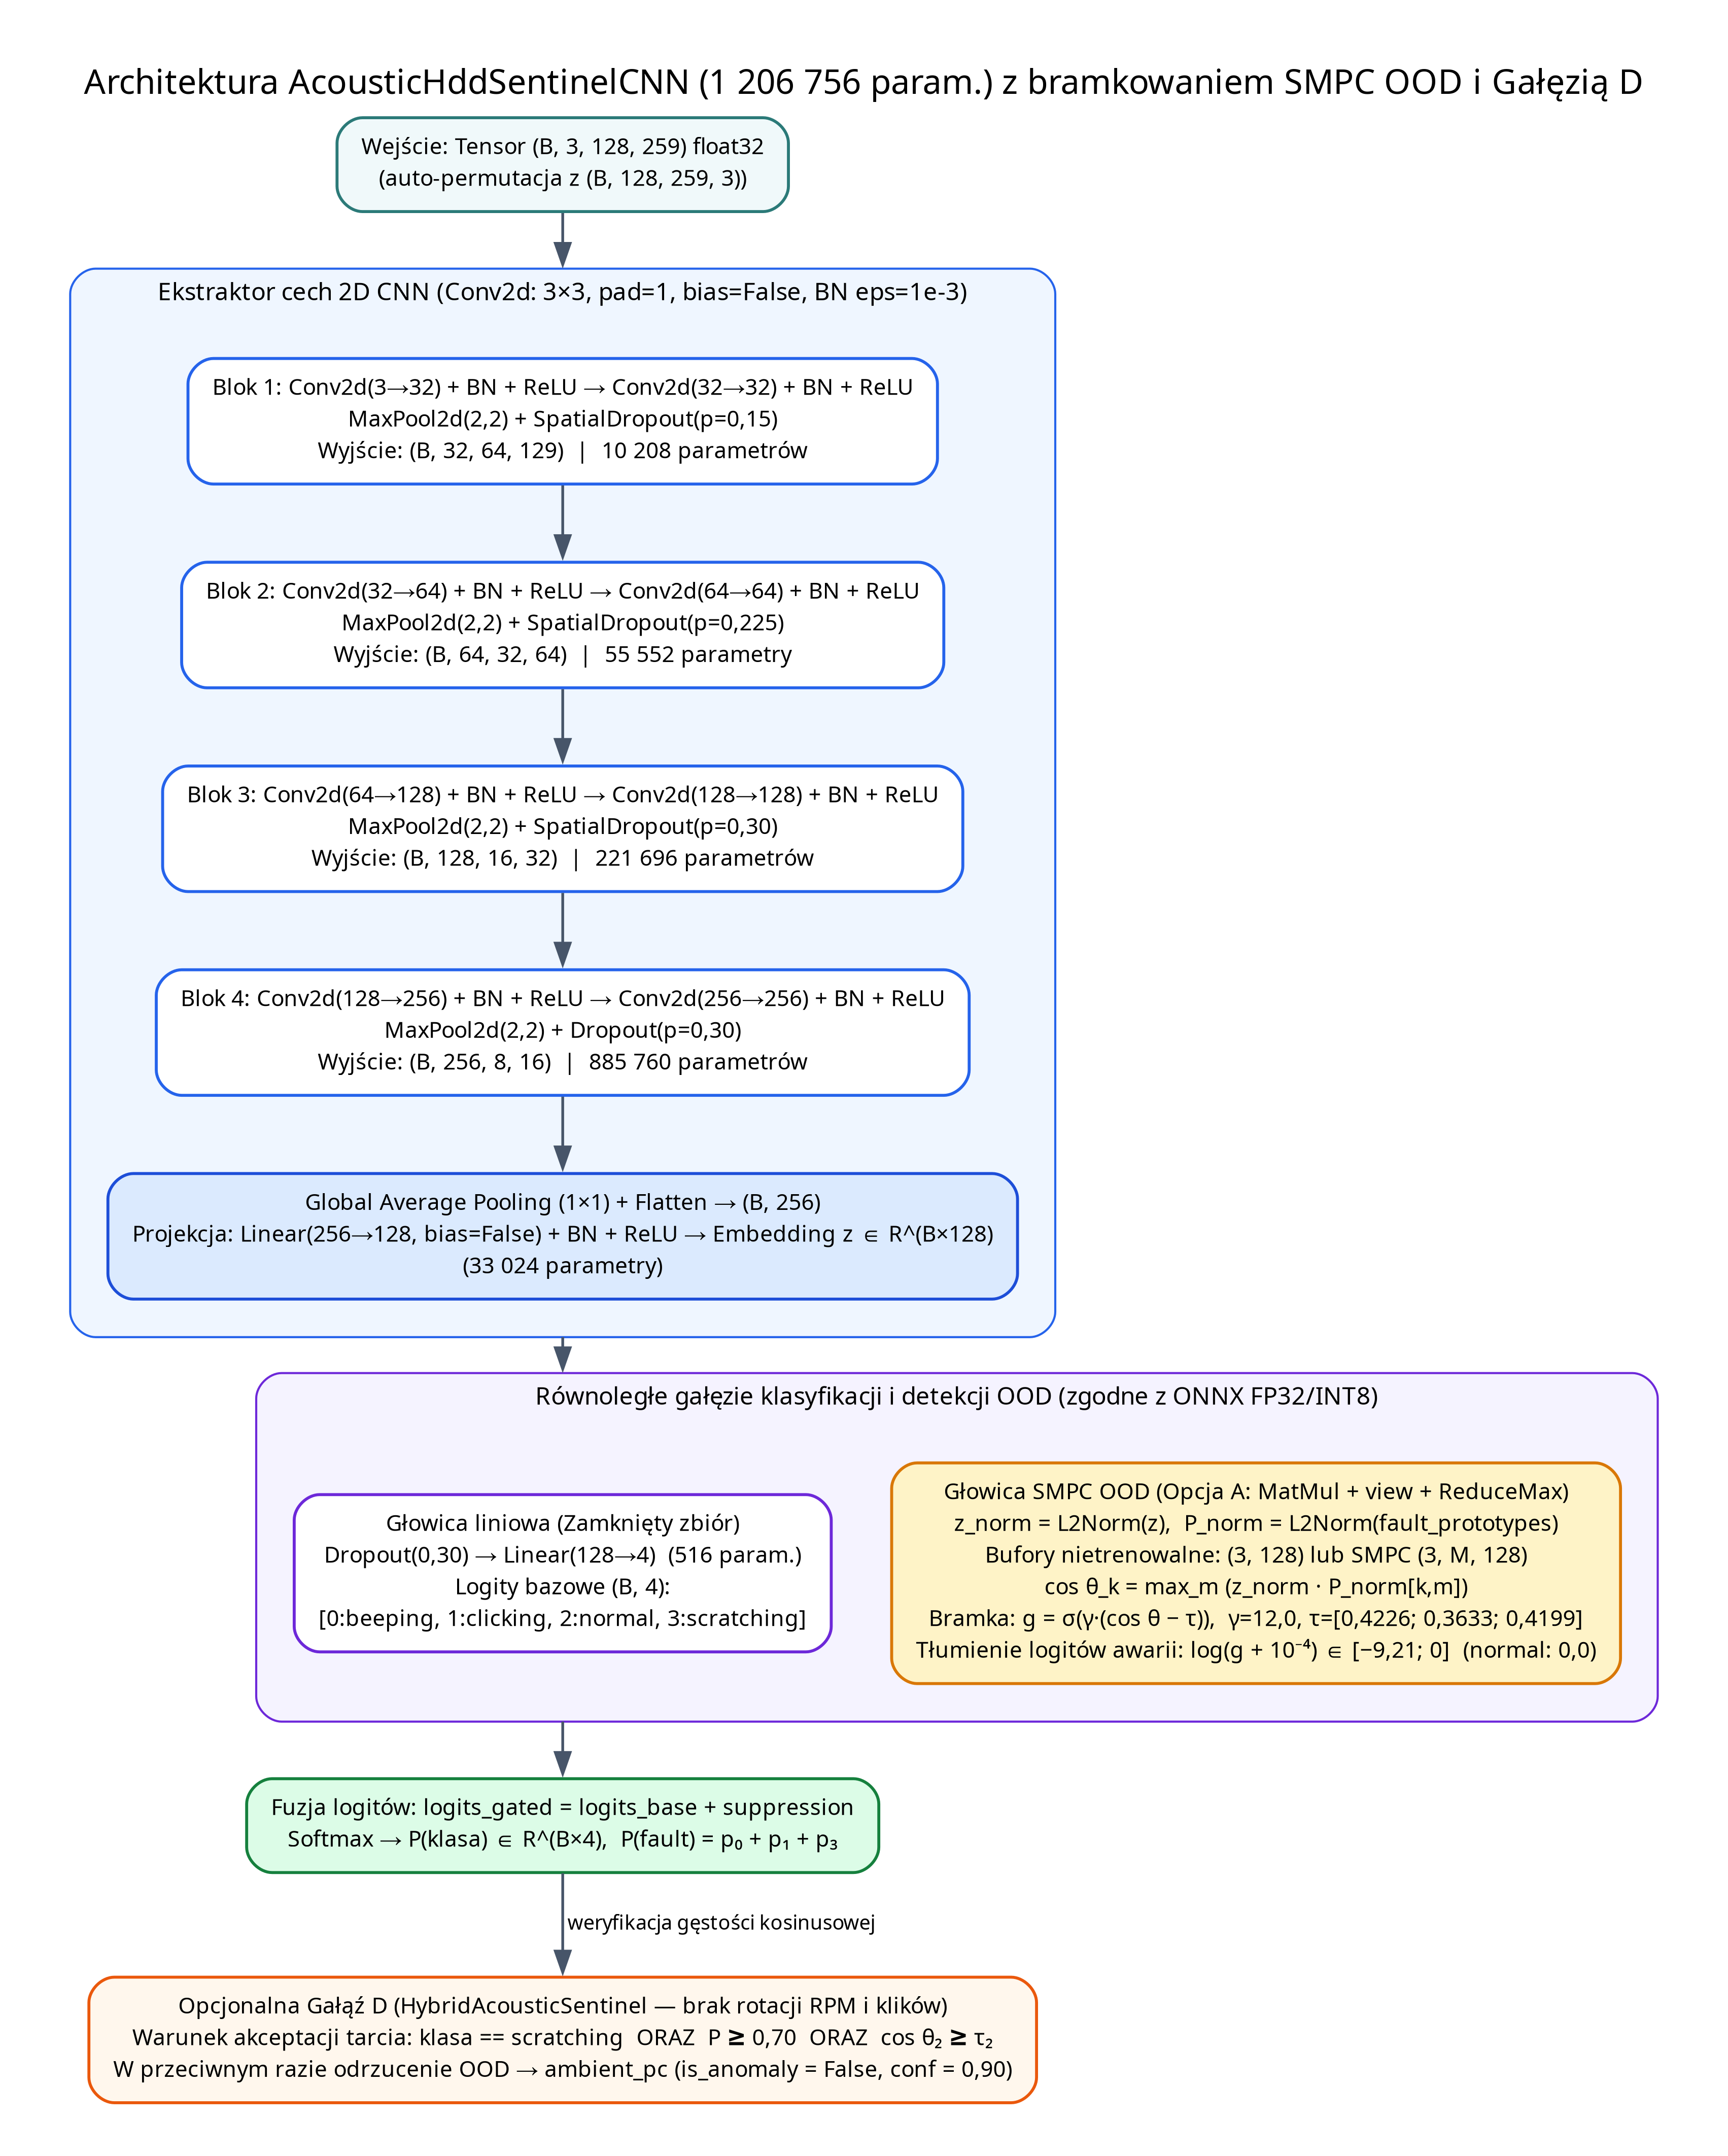 Architektura AcousticHddSentinelCNN (1 206 756 param.) z bramkowaniem SMPC OOD i Gałęzią D
Wejście: Tensor (B, 3, 128, 259) float32
(auto-permutacja z (B, 128, 259, 3))
Ekstraktor cech 2D CNN (Conv2d: 3×3, pad=1, bias=False, BN eps=1e-3)
Blok 1: Conv2d(3→32) + BN + ReLU → Conv2d(32→32) + BN + ReLU
MaxPool2d(2,2) + SpatialDropout(p=0,15)
Wyjście: (B, 32, 64, 129)  |  10 208 parametrów
Blok 2: Conv2d(32→64) + BN + ReLU → Conv2d(64→64) + BN + ReLU
MaxPool2d(2,2) + SpatialDropout(p=0,225)
Wyjście: (B, 64, 32, 64)  |  55 552 parametry
Blok 3: Conv2d(64→128) + BN + ReLU → Conv2d(128→128) + BN + ReLU
MaxPool2d(2,2) + SpatialDropout(p=0,30)
Wyjście: (B, 128, 16, 32)  |  221 696 parametrów
Blok 4: Conv2d(128→256) + BN + ReLU → Conv2d(256→256) + BN + ReLU
MaxPool2d(2,2) + Dropout(p=0,30)
Wyjście: (B, 256, 8, 16)  |  885 760 parametrów
Global Average Pooling (1×1) + Flatten → (B, 256)
Projekcja: Linear(256→128, bias=False) + BN + ReLU → Embedding z ∈ R^(B×128)
(33 024 parametry)
Równoległe gałęzie klasyfikacji i detekcji OOD (zgodne z ONNX FP32/INT8)
Głowica liniowa (Zamknięty zbiór)
Dropout(0,30) → Linear(128→4)  (516 param.)
Logity bazowe (B, 4):
[0:beeping, 1:clicking, 2:normal, 3:scratching]
Głowica SMPC OOD (Opcja A: MatMul + view + ReduceMax)
z_norm = L2Norm(z),  P_norm = L2Norm(fault_prototypes)
Bufory nietrenowalne: (3, 128) lub SMPC (3, M, 128)
cos θ_k = max_m (z_norm · P_norm[k,m])
Bramka: g = σ(γ·(cos θ − τ)),  γ=12,0, τ=[0,4226; 0,3633; 0,4199]
Tłumienie logitów awarii: log(g + 10⁻⁴) ∈ [−9,21; 0]  (normal: 0,0)
Fuzja logitów: logits_gated = logits_base + suppression
Softmax → P(klasa) ∈ R^(B×4),  P(fault) = p₀ + p₁ + p₃
weryfikacja gęstości kosinusowej
Opcjonalna Gałąź D (HybridAcousticSentinel — brak rotacji RPM i klików)
Warunek akceptacji tarcia: klasa == scratching  ORAZ  P ≥ 0,70  ORAZ  cos θ₂ ≥ τ₂
W przeciwnym razie odrzucenie OOD → ambient_pc (is_anomaly = False, conf = 0,90)